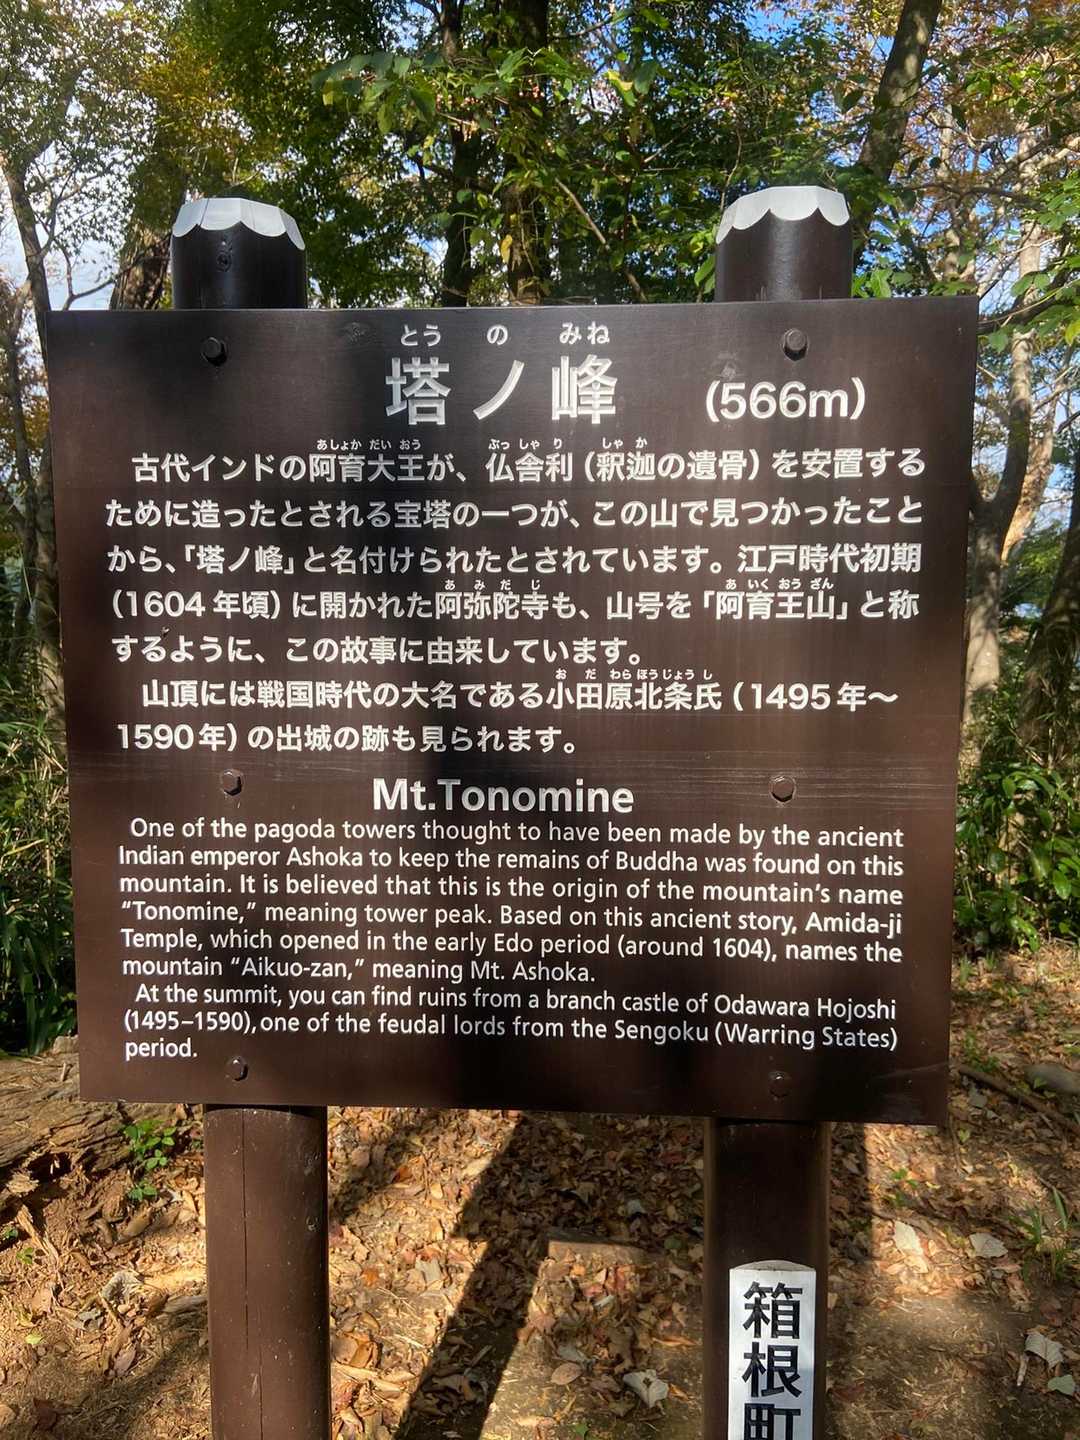 とう の みね
塔ノ峰 (566m)
あしょか だい おう ぶっ しゃ り しゃ か
古代インドの阿育大王が、仏舎利（釈迦の遺骨）を安置する
ために造ったとされる宝塔の一つが、この山で見つかったこと
から、「塔ノ峰」と名付けられたとされています。江戸時代初期
あ み だ じ あ いく おう ざん
（1604年頃）に開かれた阿弥陀寺も、山号を「阿育王山」と称
するように、この故事に由来しています。
お だ わら ほうじょう し
山頂には戦国時代の大名である小田原北条氏（1495年〜
1590年）の出城の跡も見られます。
Mt.Tonomine
One of the pagoda towers thought to have been made by the ancient
Indian emperor Ashoka to keep the remains of Buddha was found on this
mountain. It is believed that this is the origin of the mountain's name
“Tonomine,” meaning tower peak. Based on this ancient story, Amida-ji
Temple, which opened in the early Edo period (around 1604), names the
mountain “Aikuo-zan,” meaning Mt. Ashoka.
At the summit, you can find ruins from a branch castle of Odawara Hojoshi
(1495–1590), one of the feudal lords from the Sengoku (Warring States)
period.
箱根町